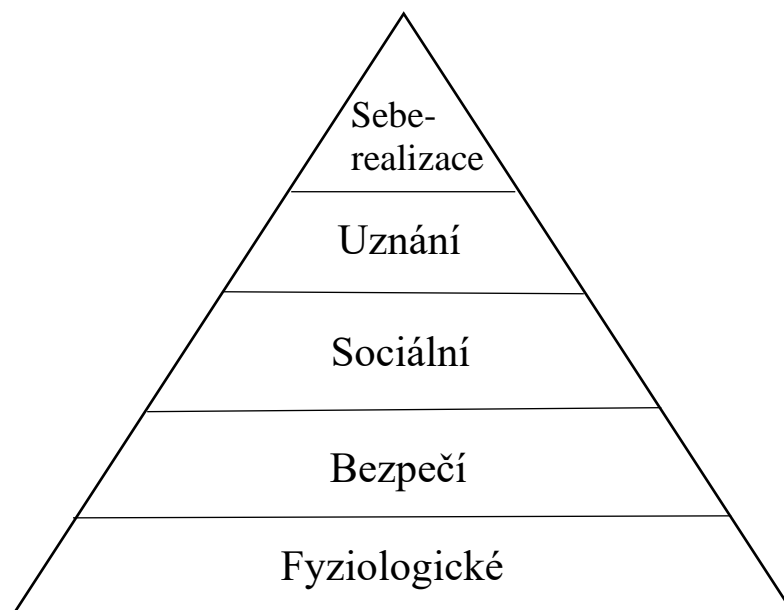 Sebe-
realizace
Uznání
Sociální
Bezpečí
Fyziologické